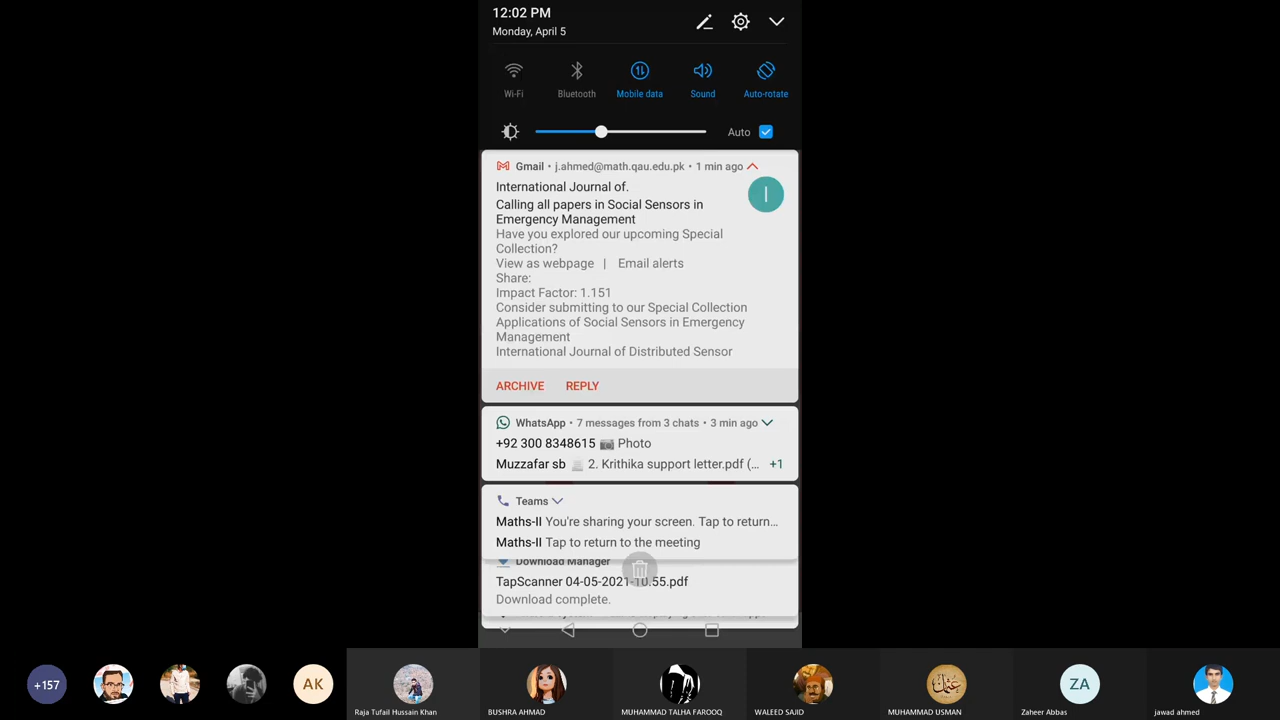 12:02 PM
Monday, April 5
Wi-Fi
Bluetooth
Mobile data
Sound
Auto-rotate
Auto
Gmail • j.ahmed@math.qau.edu.pk • 1 min ago
International Journal of.
I
Calling all papers in Social Sensors in
Emergency Management
Have you explored our upcoming Special
Collection?
View as webpage | Email alerts
Share:
Impact Factor: 1.151
Consider submitting to our Special Collection
Applications of Social Sensors in Emergency
Management
International Journal of Distributed Sensor
ARCHIVE REPLY
WhatsApp • 7 messages from 3 chats • 3 min ago
+92 300 8348615 📷 Photo
Muzzafar sb 2. Krithika support letter.pdf (... +1
Teams
Maths-II You're sharing your screen. Tap to return...
Maths-II Tap to return to the meeting
Download Manager
TapScanner 04-05-2021-10.55.pdf
Download complete.
+157
AK
Raja Tufail Hussain Khan
BUSHRA AHMAD
MUHAMMAD TALHA FAROOQ
WALEED SAJID
MUHAMMAD USMAN
ZA
Zaheer Abbas
jawad ahmed